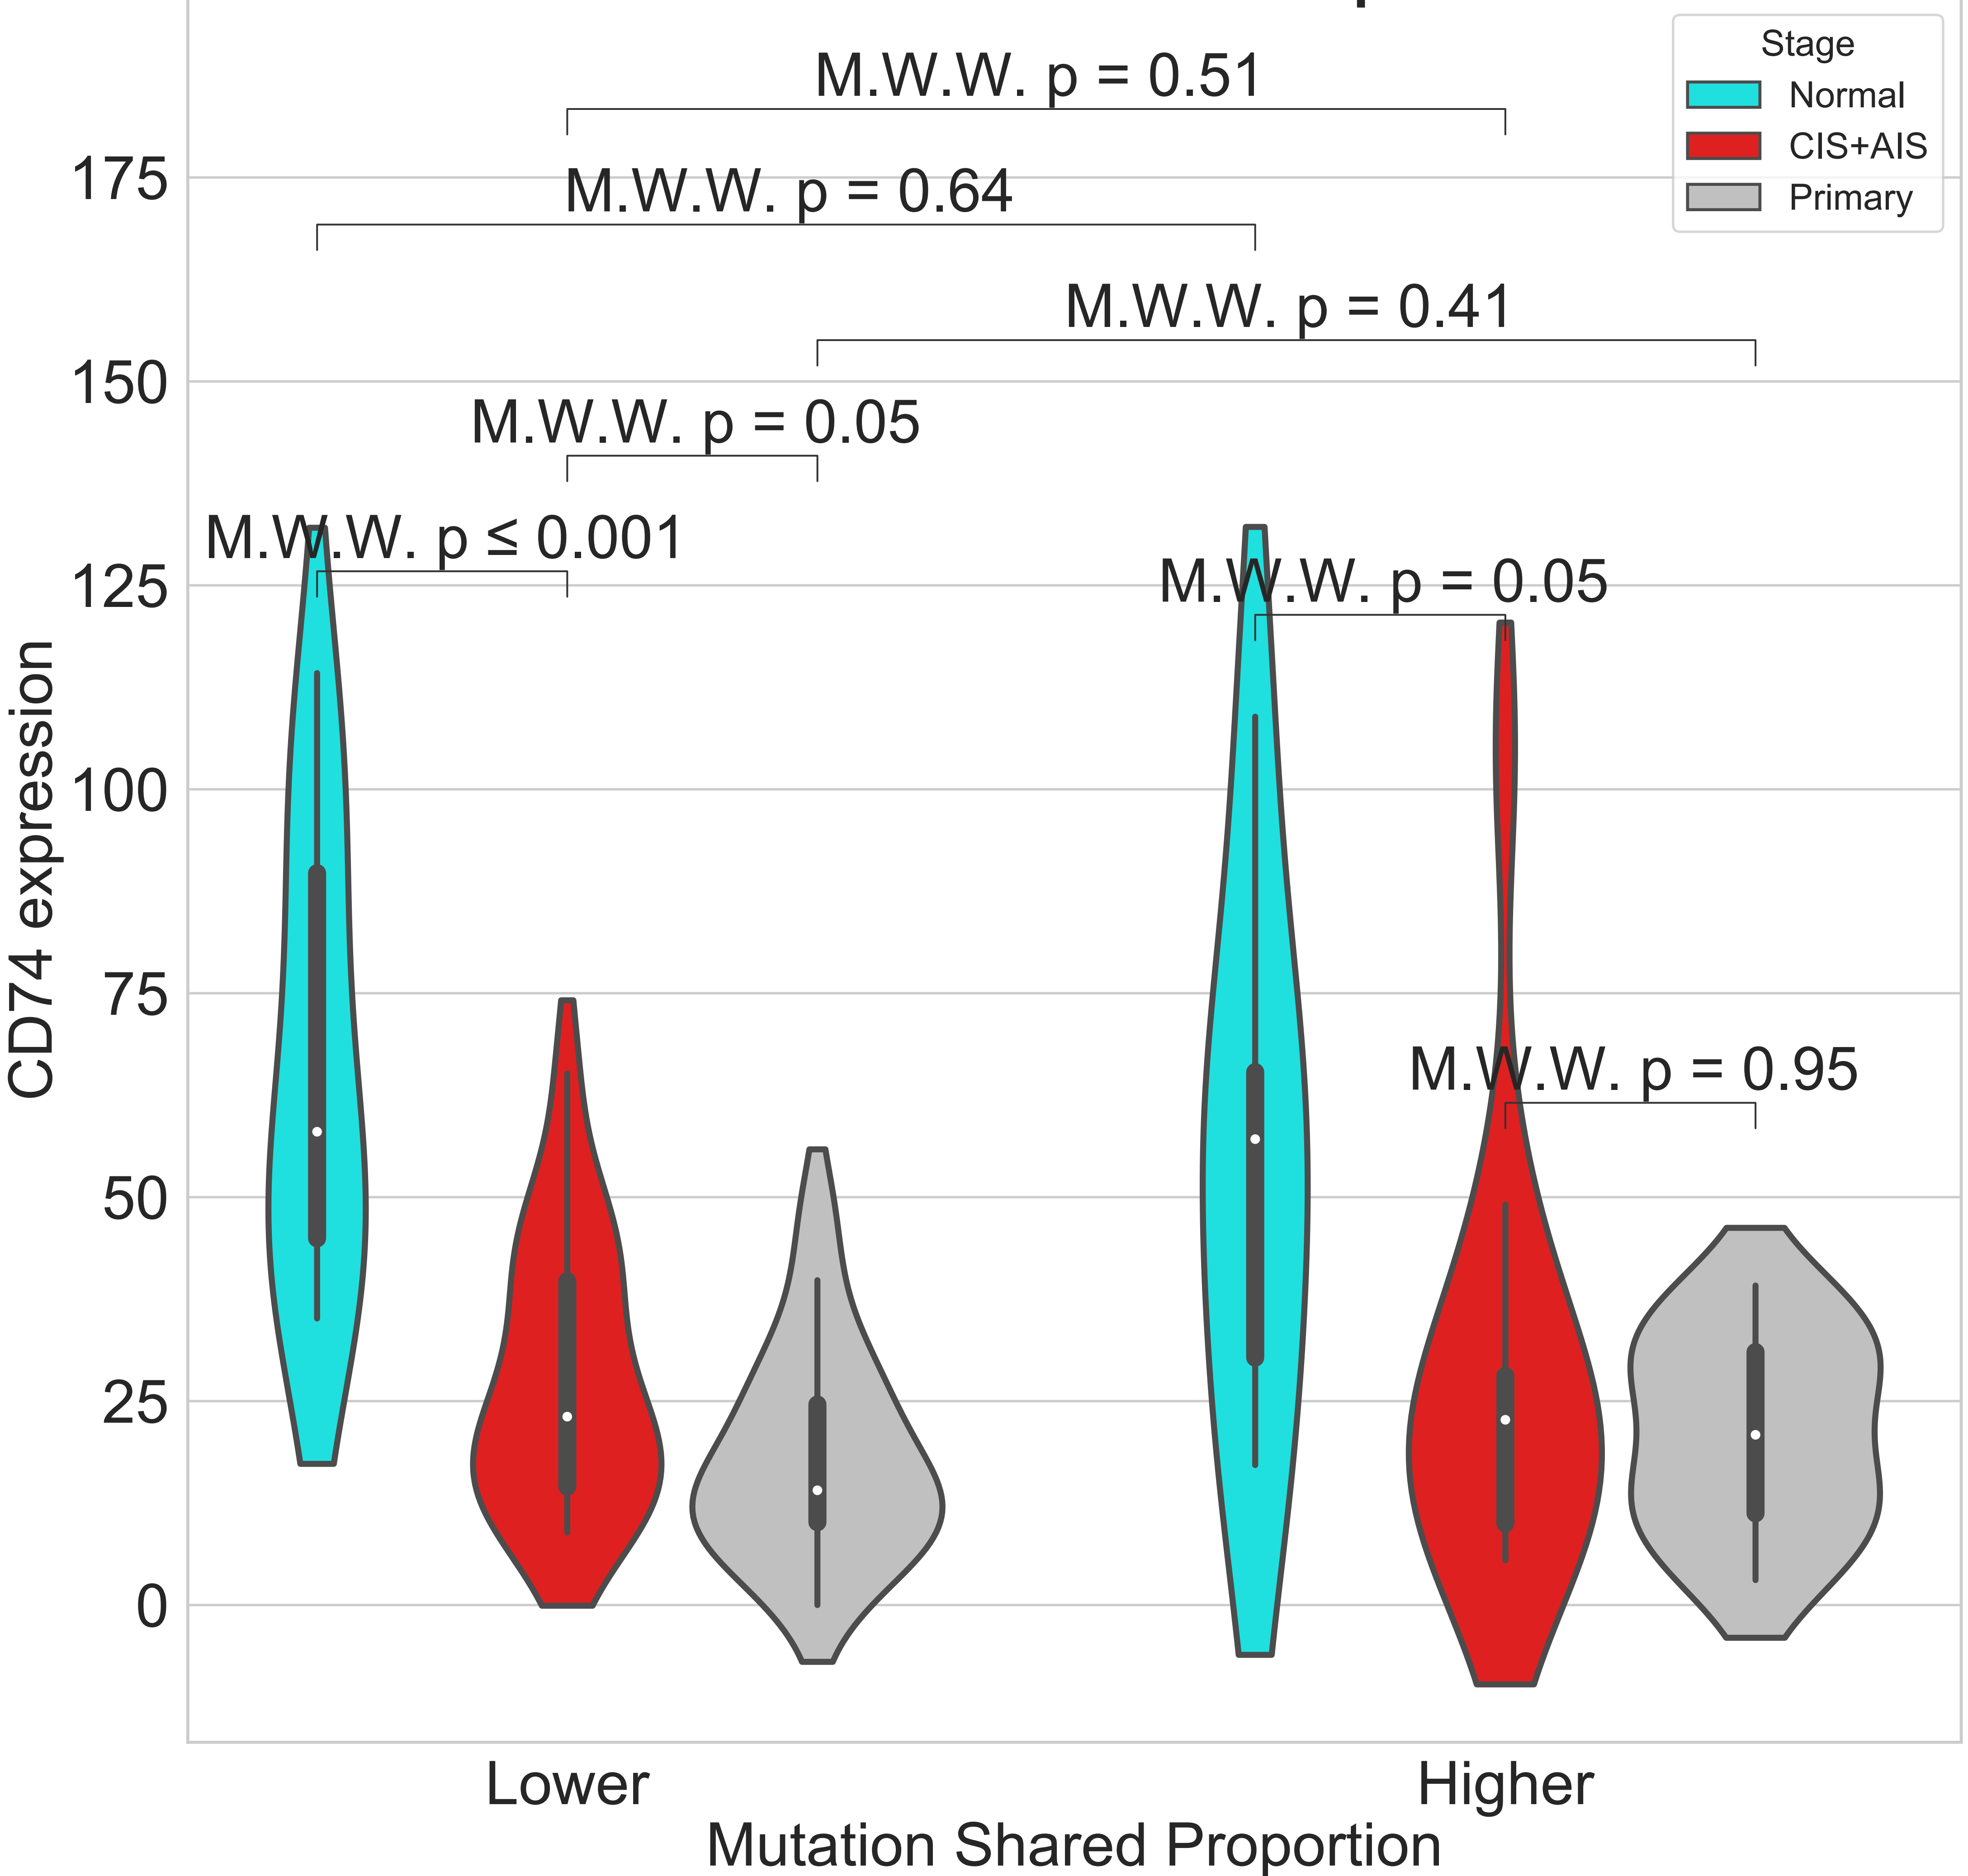 Stage
Normal
CIS+AIS
Primary
M.W.W. p = 0.51
M.W.W. p = 0.64
M.W.W. p = 0.41
M.W.W. p = 0.05
M.W.W. p ≤ 0.001
M.W.W. p = 0.05
M.W.W. p = 0.95
175
150
125
100
75
50
25
0
CD74 expression
Lower
Higher
Mutation Shared Proportion